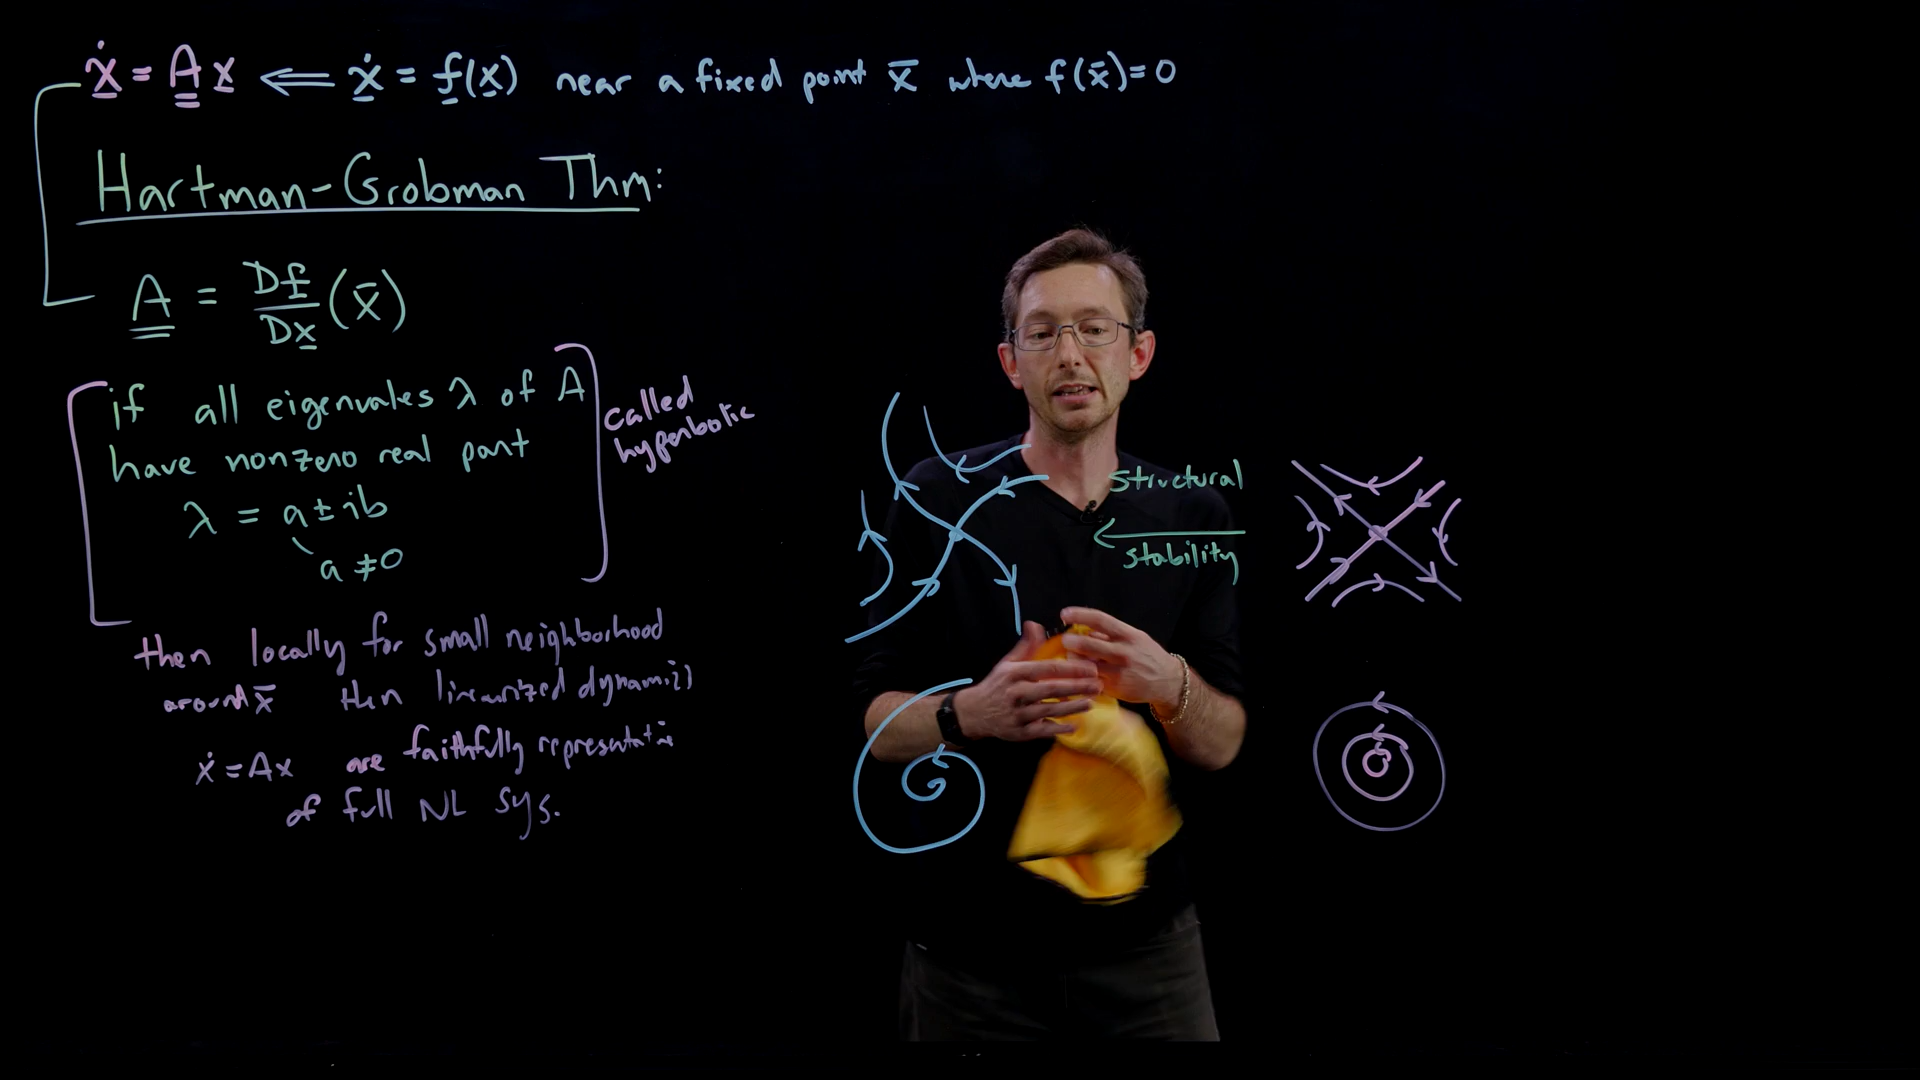 ẋ = A x ⟸ ẋ = f(x) near a fixed point x̄ where f(x̄)=0
Hartman-Grobman Thm:
A = Df/Dx (x̄)
if all eigenvales λ of A
have nonzero real part
λ = a ± ib
a ≠ 0
called
hyperbolic
then locally for small neighborhood
around x̄ then linearized dynamics
ẋ = Ax are faithfully representative
of full NL sys.
Structural
stability